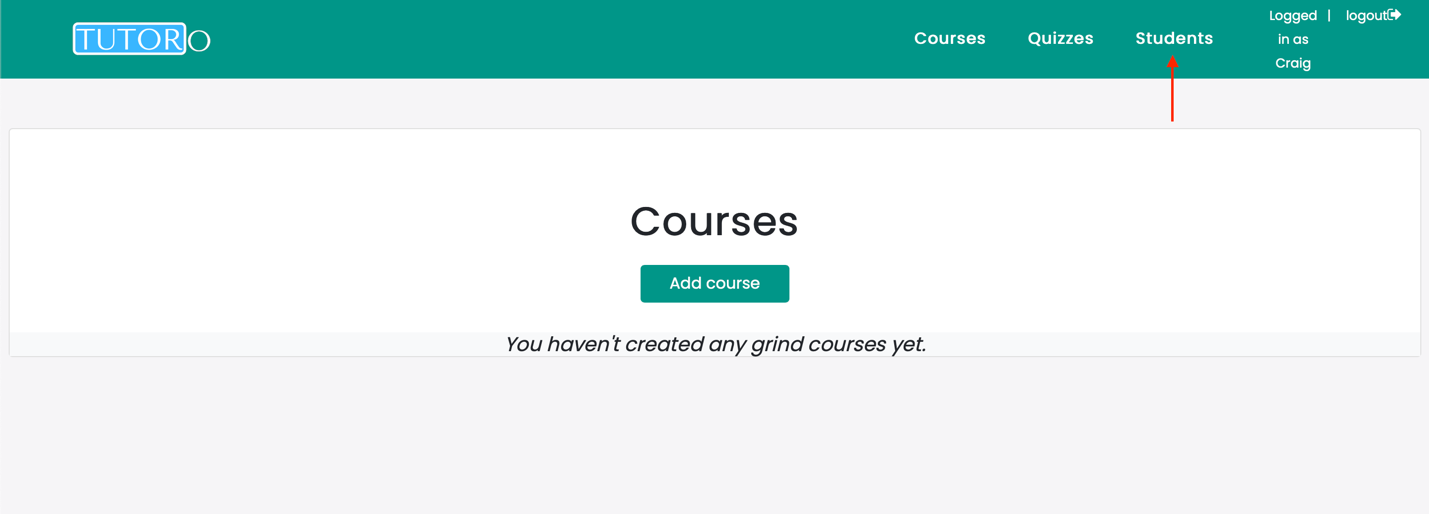 TUTORO
Courses Quizzes Students
Logged in as Craig | logout
Courses
Add course
You haven't created any grind courses yet.